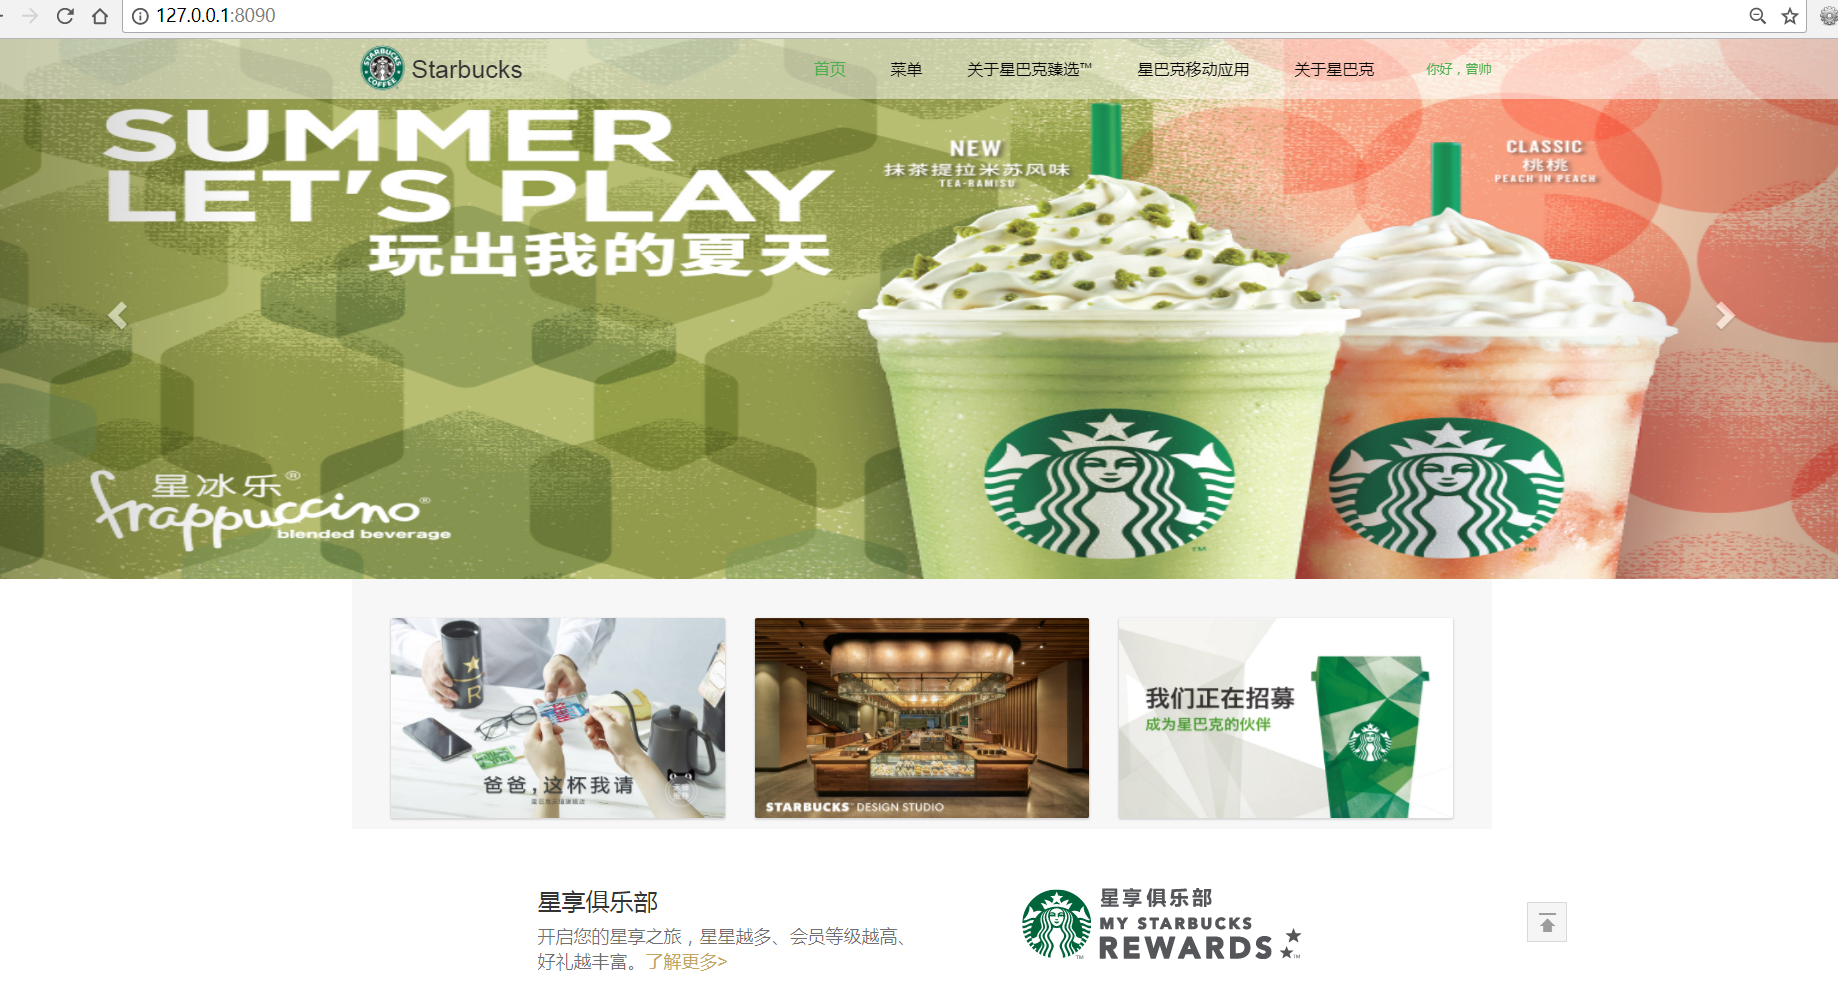 127.0.0.1:8090
STARBUCKS COFFEE
Starbucks
首页
菜单
关于星巴克臻选™
星巴克移动应用
关于星巴克
你好，曾帅
SUMMER
LET'S PLAY
玩出我的夏天
NEW
抹茶提拉米苏风味
TEA-RAMISU
CLASSIC
桃桃
PEACH IN PEACH
星冰乐®
frappuccino®
blended beverage
TM
TM
R
爸爸,这杯我请
STARBUCKS™ DESIGN STUDIO
我们正在招募
成为星巴克的伙伴
星享俱乐部
开启您的星享之旅，星星越多、会员等级越高、
好礼越丰富。了解更多>
星享俱乐部
MY STARBUCKS
REWARDS
TM